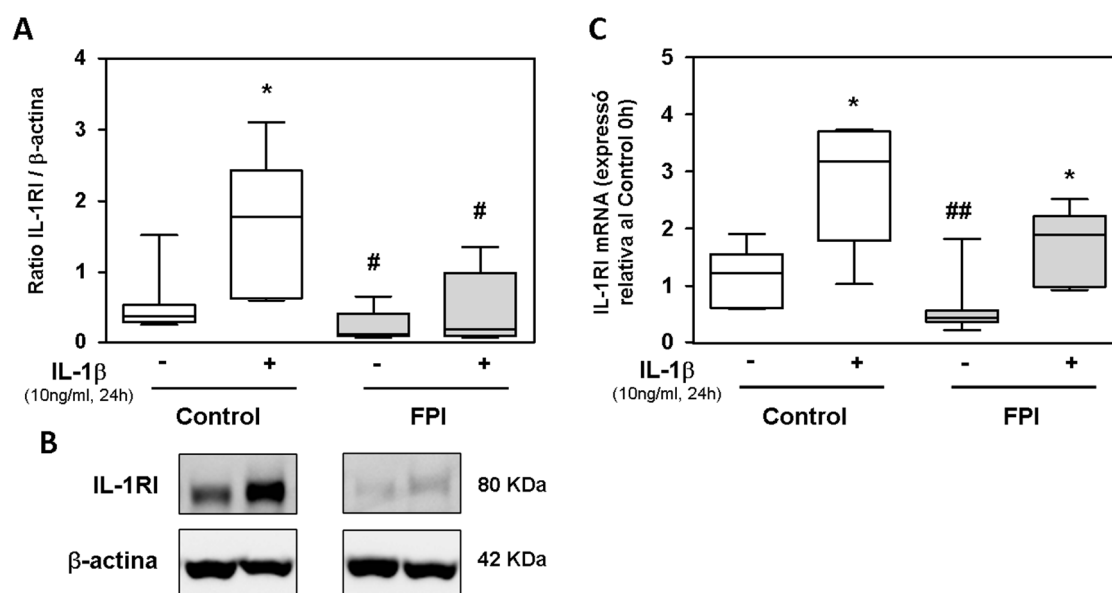 A
Ratio IL-1RI / β-actina
4
3
2
1
0
*
#
#
- + - +
IL-1β
(10ng/ml, 24h)
Control FPI
C
IL-1RI mRNA (expressó
relativa al Control 0h)
5
4
3
2
1
0
*
##
*
- + - +
IL-1β
(10ng/ml, 24h)
Control FPI
B
IL-1RI 80 KDa
β-actina 42 KDa